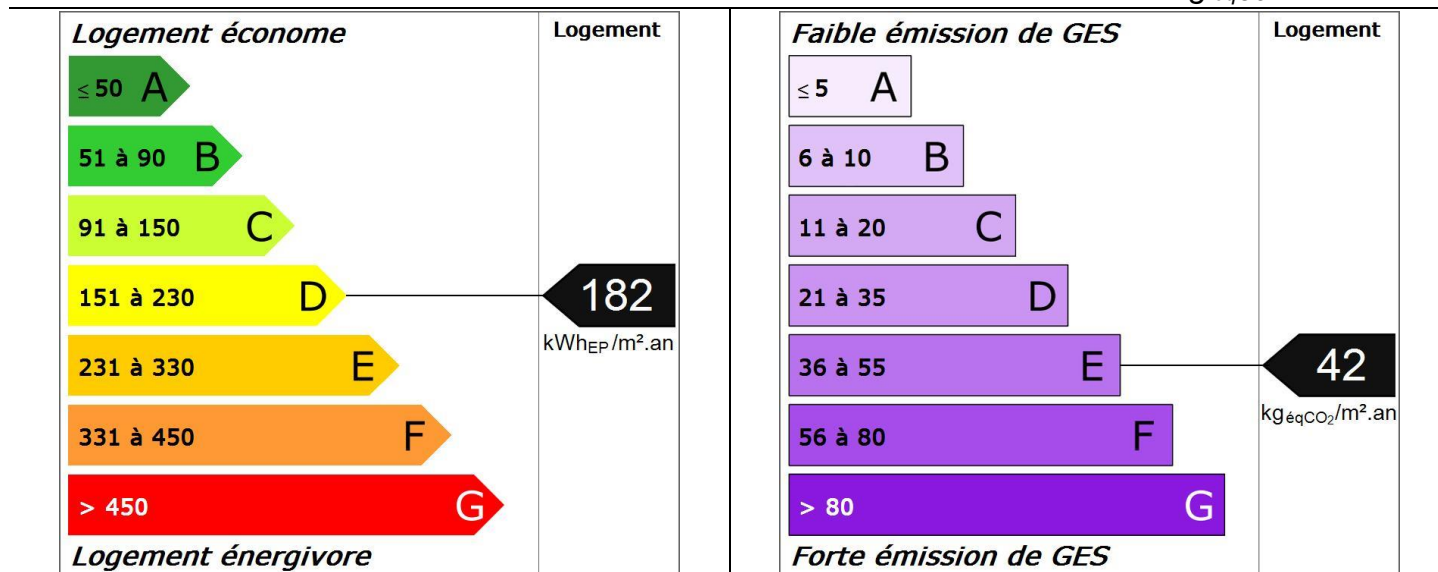 Logement économe
Logement
≤ 50 A
51 à 90 B
91 à 150 C
151 à 230 D
182
kWhEP/m².an
231 à 330 E
331 à 450 F
> 450 G
Logement énergivore
Faible émission de GES
Logement
≤ 5 A
6 à 10 B
11 à 20 C
21 à 35 D
36 à 55 E
42
kgéqCO₂/m².an
56 à 80 F
> 80 G
Forte émission de GES